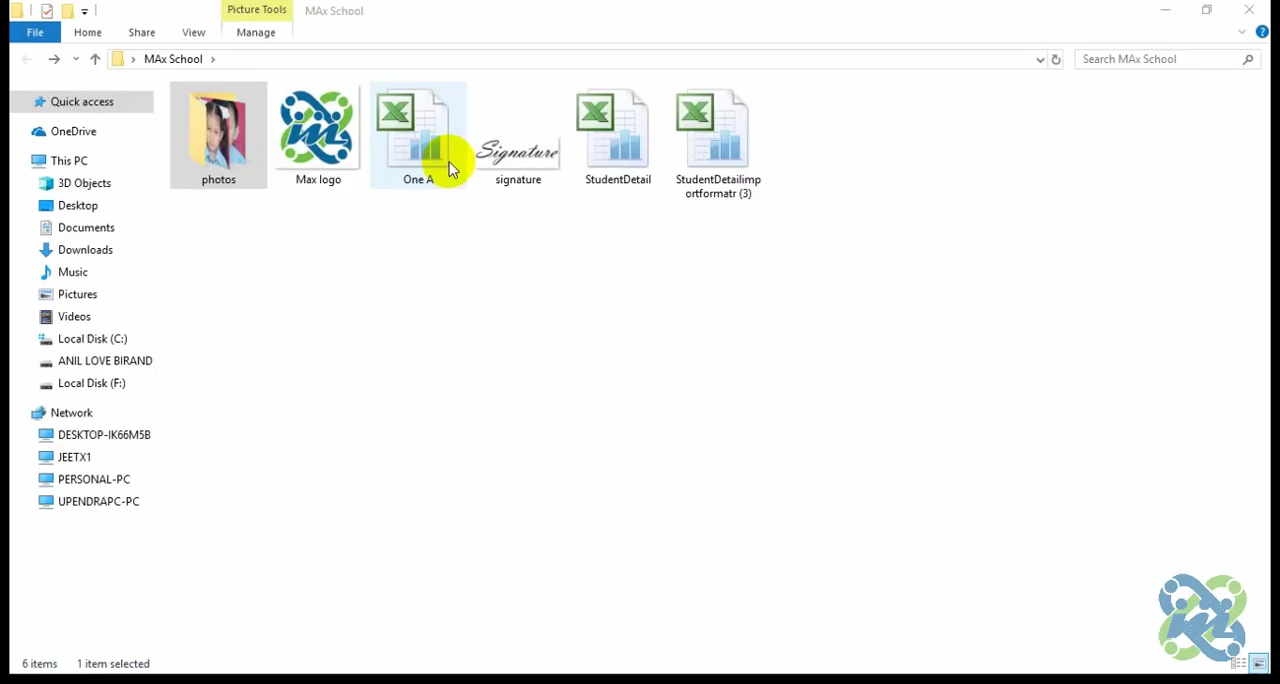 Picture Tools
MAx School
File
Home
Share
View
Manage
MAx School
Search MAx School
Quick access
OneDrive
This PC
3D Objects
Desktop
Documents
Downloads
Music
Pictures
Videos
Local Disk (C:)
ANIL LOVE BIRAND
Local Disk (F:)
Network
DESKTOP-IK66M5B
JEETX1
PERSONAL-PC
UPENDRAPC-PC
photos
Max logo
One A
Signature
signature
StudentDetail
StudentDetailimp
ortformatr (3)
6 items
1 item selected